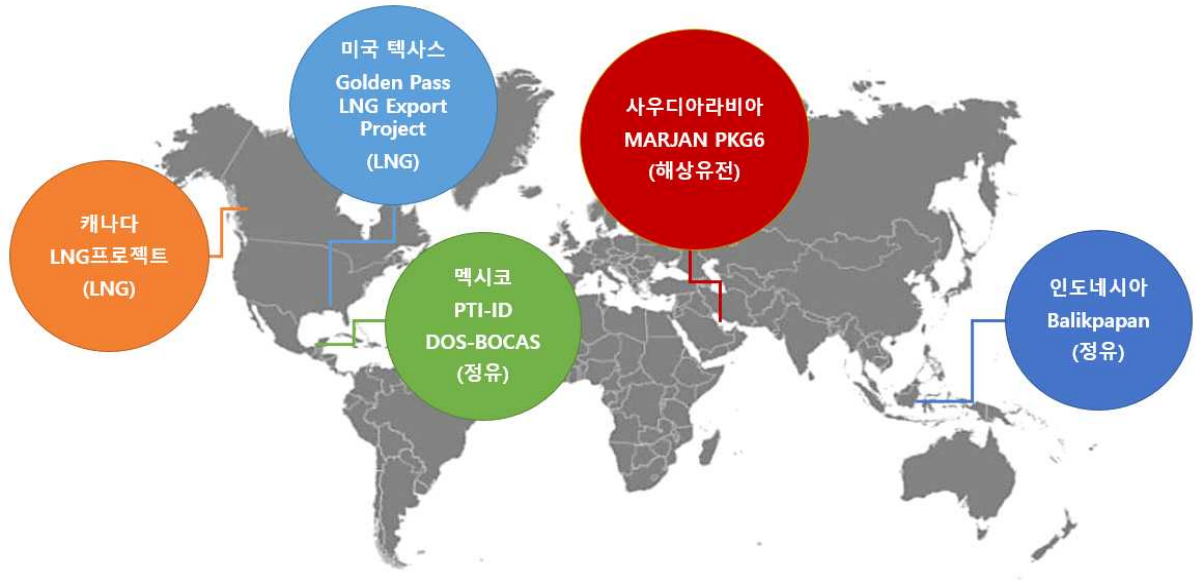 미국 텍사스
Golden Pass
LNG Export
Project
(LNG)
사우디아라비아
MARJAN PKG6
(해상유전)
캐나다
LNG프로젝트
(LNG)
멕시코
PTI-ID
DOS-BOCAS
(정유)
인도네시아
Balikpapan
(정유)